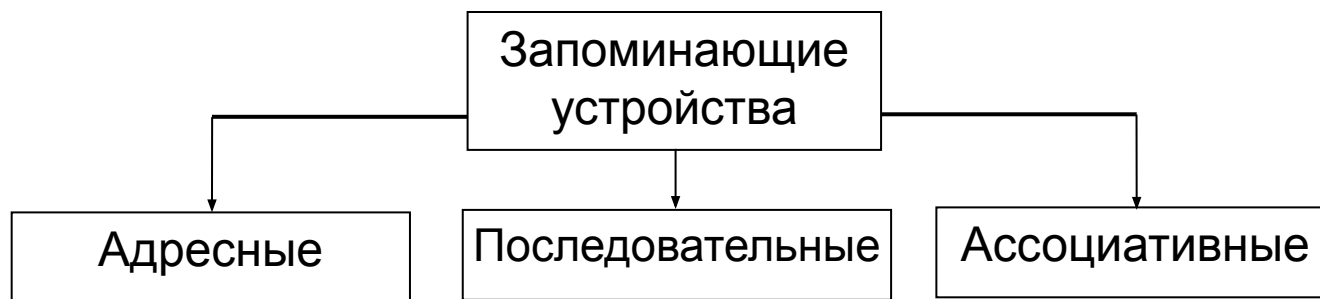 Запоминающие
устройства
Адресные
Последовательные
Ассоциативные